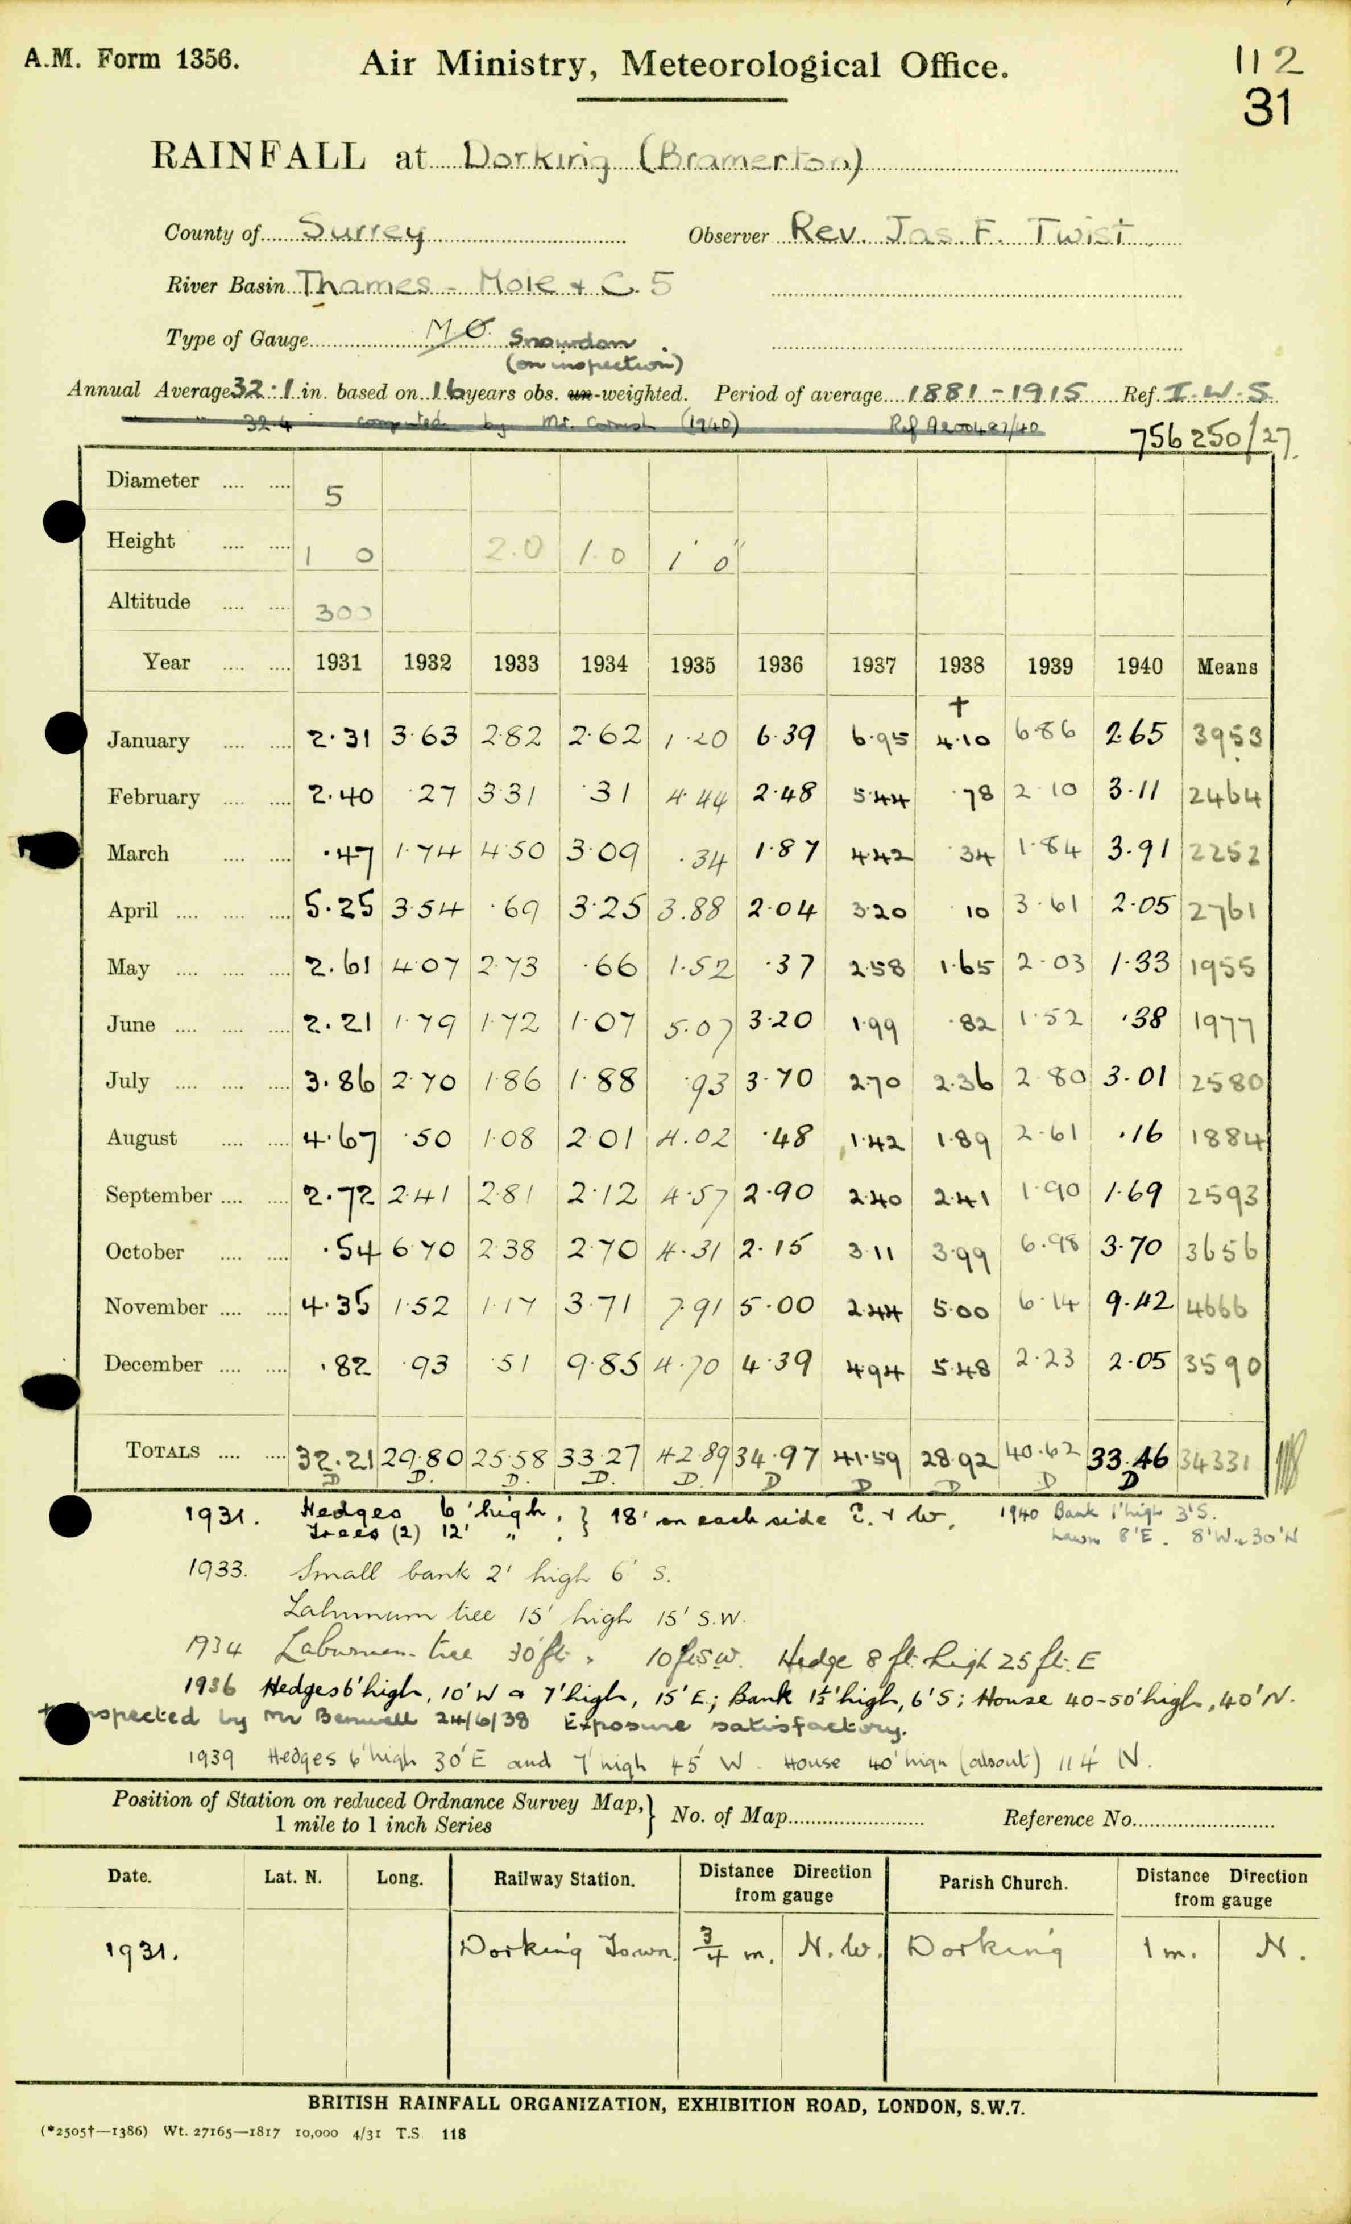 A.M. Form 1356.
Air Ministry, Meteorological Office.
112
31
RAINFALL at Dorking (Bramerton)
County of Surrey Observer Rev. Jas. F. Twist
River Basin Thames - Mole & C. 5
Type of Gauge M.O. Snowdon
(on inspection)
Annual Average 32.1 in. based on 16 years obs. un-weighted. Period of average 1881-1915 Ref. I.W.S
" 32.4 in computed by Mr. Cornish (1940) Ref A200487/40
756250/27.
Diameter 5
Height 1 0 2.0 1.0 1' 0"
Altitude 300
Year 1931 1932 1933 1934 1935 1936 1937 1938 1939 1940 Means
†
January 2.31 3.63 2.82 2.62 1.20 6.39 6.95 4.10 6.86 2.65 3953
February 2.40 .27 3.31 .31 4.44 2.48 5.44 .78 2.10 3.11 2464
March .47 1.74 4.50 3.09 .34 1.87 4.42 .34 1.84 3.91 2252
April 5.25 3.54 .69 3.25 3.88 2.04 3.20 10 3.61 2.05 2761
May 2.61 4.07 2.73 .66 1.52 .37 2.58 1.65 2.03 1.33 1955
June 2.21 1.79 1.72 1.07 5.07 3.20 1.99 .82 1.52 .38 1977
July 3.86 2.70 1.86 1.88 .93 3.70 2.70 2.36 2.80 3.01 2580
August 4.67 .50 1.08 2.01 4.02 .48 1.42 1.89 2.61 .16 1884
September 2.72 2.41 2.81 2.12 4.57 2.90 2.40 2.41 1.90 1.69 2593
October .54 6.70 2.38 2.70 4.31 2.15 3.11 3.99 6.98 3.70 3656
November 4.35 1.52 1.17 3.71 7.91 5.00 2.44 5.00 6.14 9.42 4666
December .82 .93 .51 9.85 4.70 4.39 4.94 5.48 2.23 2.05 3590
TOTALS 32.21 29.80 25.58 33.27 42.89 34.97 41.59 28.92 40.62 33.46 34331
D D. D. D. D. D D D D D
1931. Hedges 6' high, } 18' on each side E. & W. 1940 Bank 1' high 3'S.
Trees (2) 12' " , Lawn 8'E. 8'W. 30'N
1933. Small bank 2' high 6' S.
Laburnum tree 15' high 15' S.W.
1934 Laburnum tree 30 ft. 10 ft S.W. Hedge 8 ft. high 25 ft. E
1936 Hedges 6' high, 10' W & 7' high, 15' E; Bank 1½' high, 6' S; House 40-50' high, 40' N.
† Inspected by Mr Benwell 24/6/38 Exposure satisfactory.
1939 Hedges 6' high 30' E and 7' high 45' W. House 40' high (about) 114' N.
Position of Station on reduced Ordnance Survey Map, } No. of Map Reference No.
1 mile to 1 inch Series
Date. Lat. N. Long. Railway Station. Distance Direction from gauge Parish Church. Distance Direction from gauge
1931. Dorking Town. 3/4 m. N.W. Dorking 1 m. N.
BRITISH RAINFALL ORGANIZATION, EXHIBITION ROAD, LONDON, S.W.7.
(*2505†—1386) Wt. 27165—1817 10,000 4/31 T.S 118